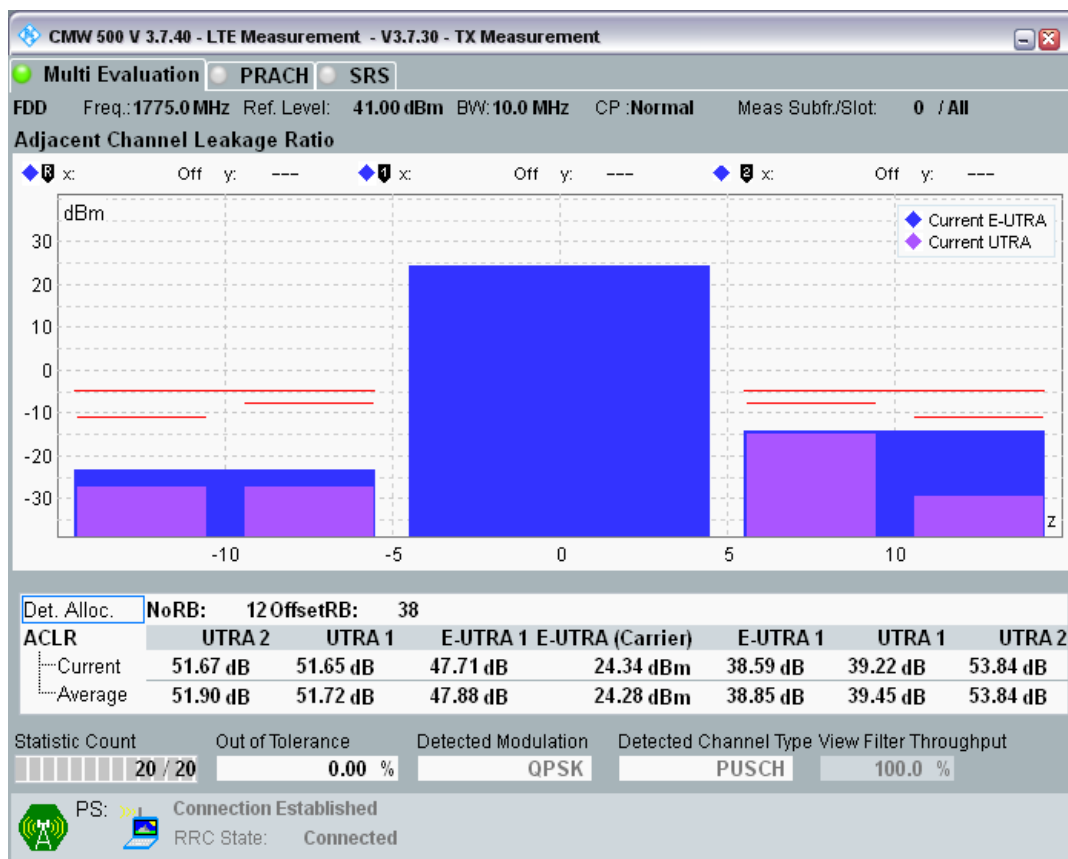 CMW 500 V 3.7.40 - LTE Measurement - V3.7.30 - TX Measurement
Multi Evaluation PRACH SRS
FDD Freq.: 1775.0 MHz Ref. Level: 41.00 dBm BW: 10.0 MHz CP : Normal Meas Subfr./Slot: 0 / All
Adjacent Channel Leakage Ratio
R x: Off y: --- 1 x: Off y: --- 2 x: Off y: ---
dBm
Current E-UTRA
Current UTRA
30
20
10
0
-10
-20
-30
z
-10 -5 0 5 10
Det. Alloc. NoRB: 12 OffsetRB: 38
ACLR UTRA 2 UTRA 1 E-UTRA 1 E-UTRA (Carrier) E-UTRA 1 UTRA 1 UTRA 2
Current 51.67 dB 51.65 dB 47.71 dB 24.34 dBm 38.59 dB 39.22 dB 53.84 dB
Average 51.90 dB 51.72 dB 47.88 dB 24.28 dBm 38.85 dB 39.45 dB 53.84 dB
Statistic Count Out of Tolerance Detected Modulation Detected Channel Type View Filter Throughput
20 / 20 0.00 % QPSK PUSCH 100.0 %
PS: Connection Established
RRC State: Connected